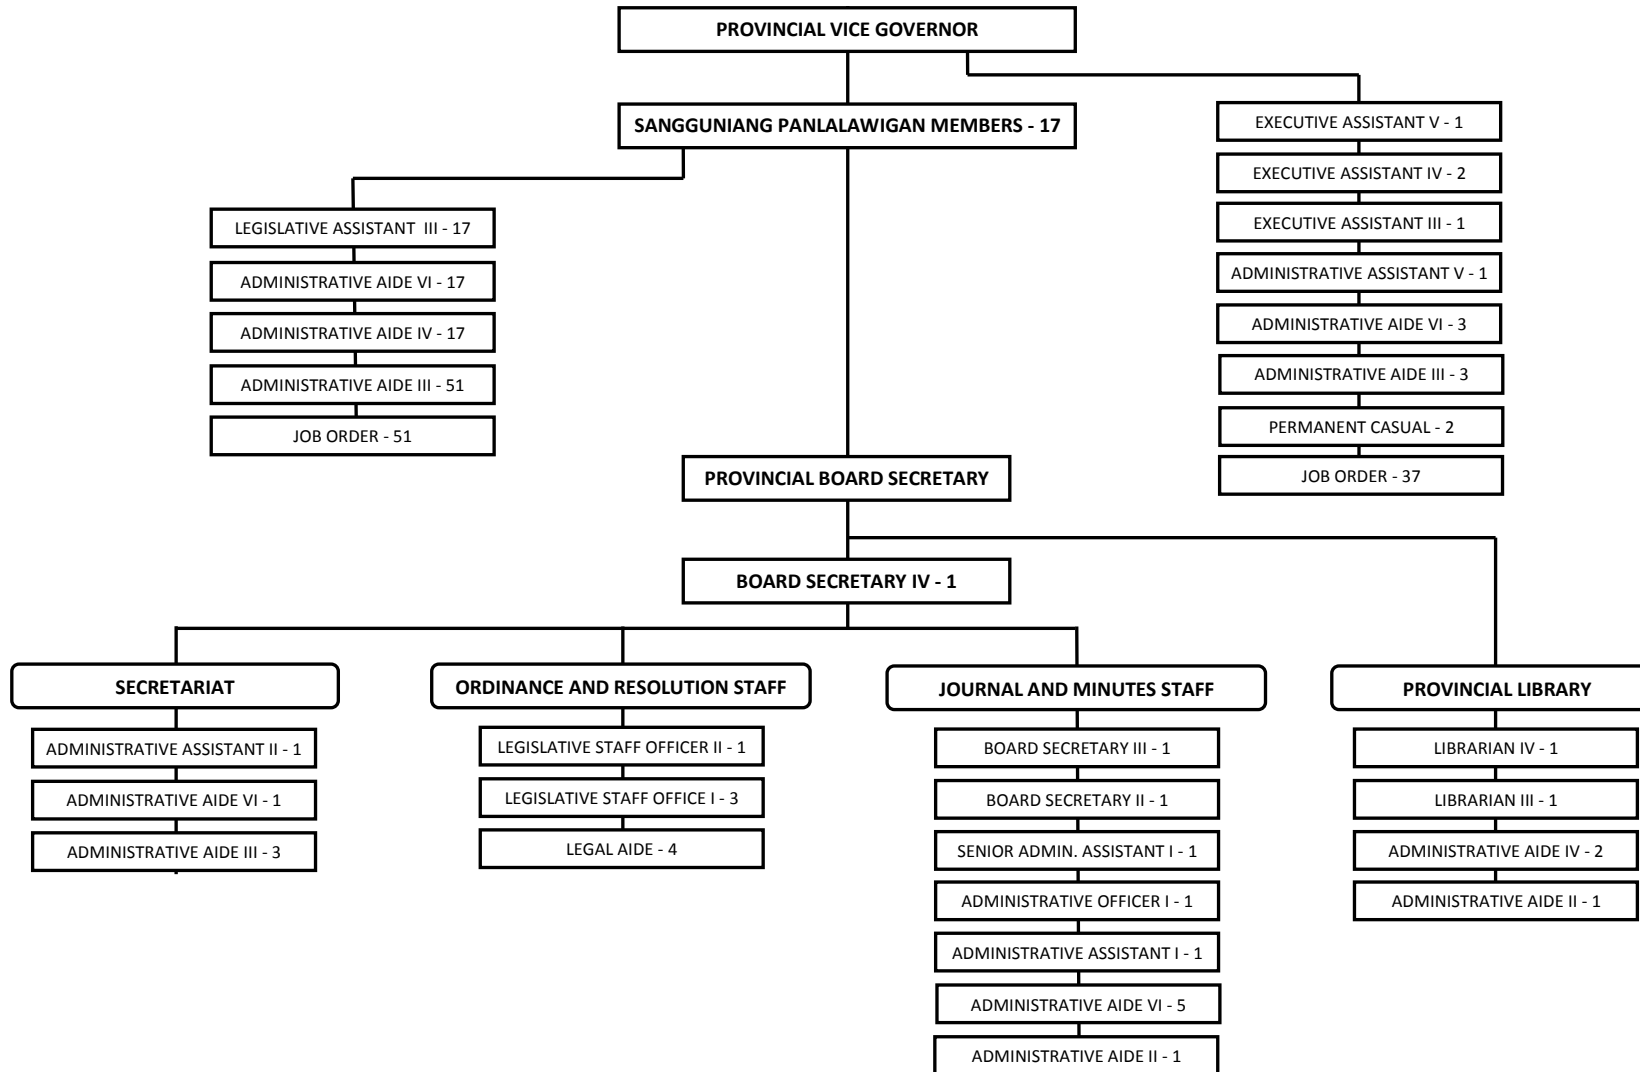 PROVINCIAL VICE GOVERNOR
SANGGUNIANG PANLALAWIGAN MEMBERS - 17
EXECUTIVE ASSISTANT V - 1
EXECUTIVE ASSISTANT IV - 2
EXECUTIVE ASSISTANT III - 1
ADMINISTRATIVE ASSISTANT V - 1
ADMINISTRATIVE AIDE VI - 3
ADMINISTRATIVE AIDE III - 3
PERMANENT CASUAL - 2
JOB ORDER - 37
LEGISLATIVE ASSISTANT III - 17
ADMINISTRATIVE AIDE VI - 17
ADMINISTRATIVE AIDE IV - 17
ADMINISTRATIVE AIDE III - 51
JOB ORDER - 51
PROVINCIAL BOARD SECRETARY
BOARD SECRETARY IV - 1
SECRETARIAT
ADMINISTRATIVE ASSISTANT II - 1
ADMINISTRATIVE AIDE VI - 1
ADMINISTRATIVE AIDE III - 3
ORDINANCE AND RESOLUTION STAFF
LEGISLATIVE STAFF OFFICER II - 1
LEGISLATIVE STAFF OFFICE I - 3
LEGAL AIDE - 4
JOURNAL AND MINUTES STAFF
BOARD SECRETARY III - 1
BOARD SECRETARY II - 1
SENIOR ADMIN. ASSISTANT I - 1
ADMINISTRATIVE OFFICER I - 1
ADMINISTRATIVE ASSISTANT I - 1
ADMINISTRATIVE AIDE VI - 5
ADMINISTRATIVE AIDE II - 1
PROVINCIAL LIBRARY
LIBRARIAN IV - 1
LIBRARIAN III - 1
ADMINISTRATIVE AIDE IV - 2
ADMINISTRATIVE AIDE II - 1